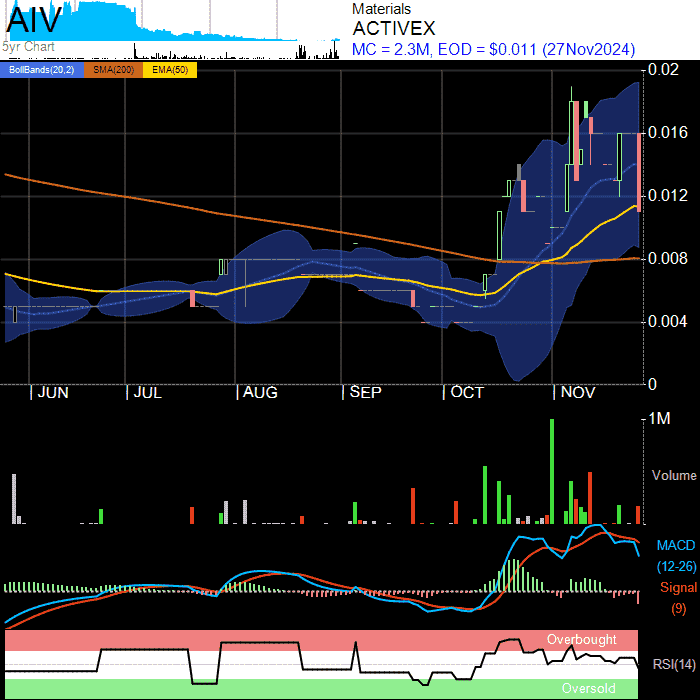 AIV
5yr Chart
Materials
ACTIVEX
MC = 2.3M, EOD = $0.011 (27Nov2024)
BollBands(20,2) SMA(200) EMA(50)
0.02
0.016
0.012
0.008
0.004
0
JUN JUL AUG SEP OCT NOV
1M
Volume
MACD
(12-26)
Signal
(9)
Overbought
RSI(14)
Oversold